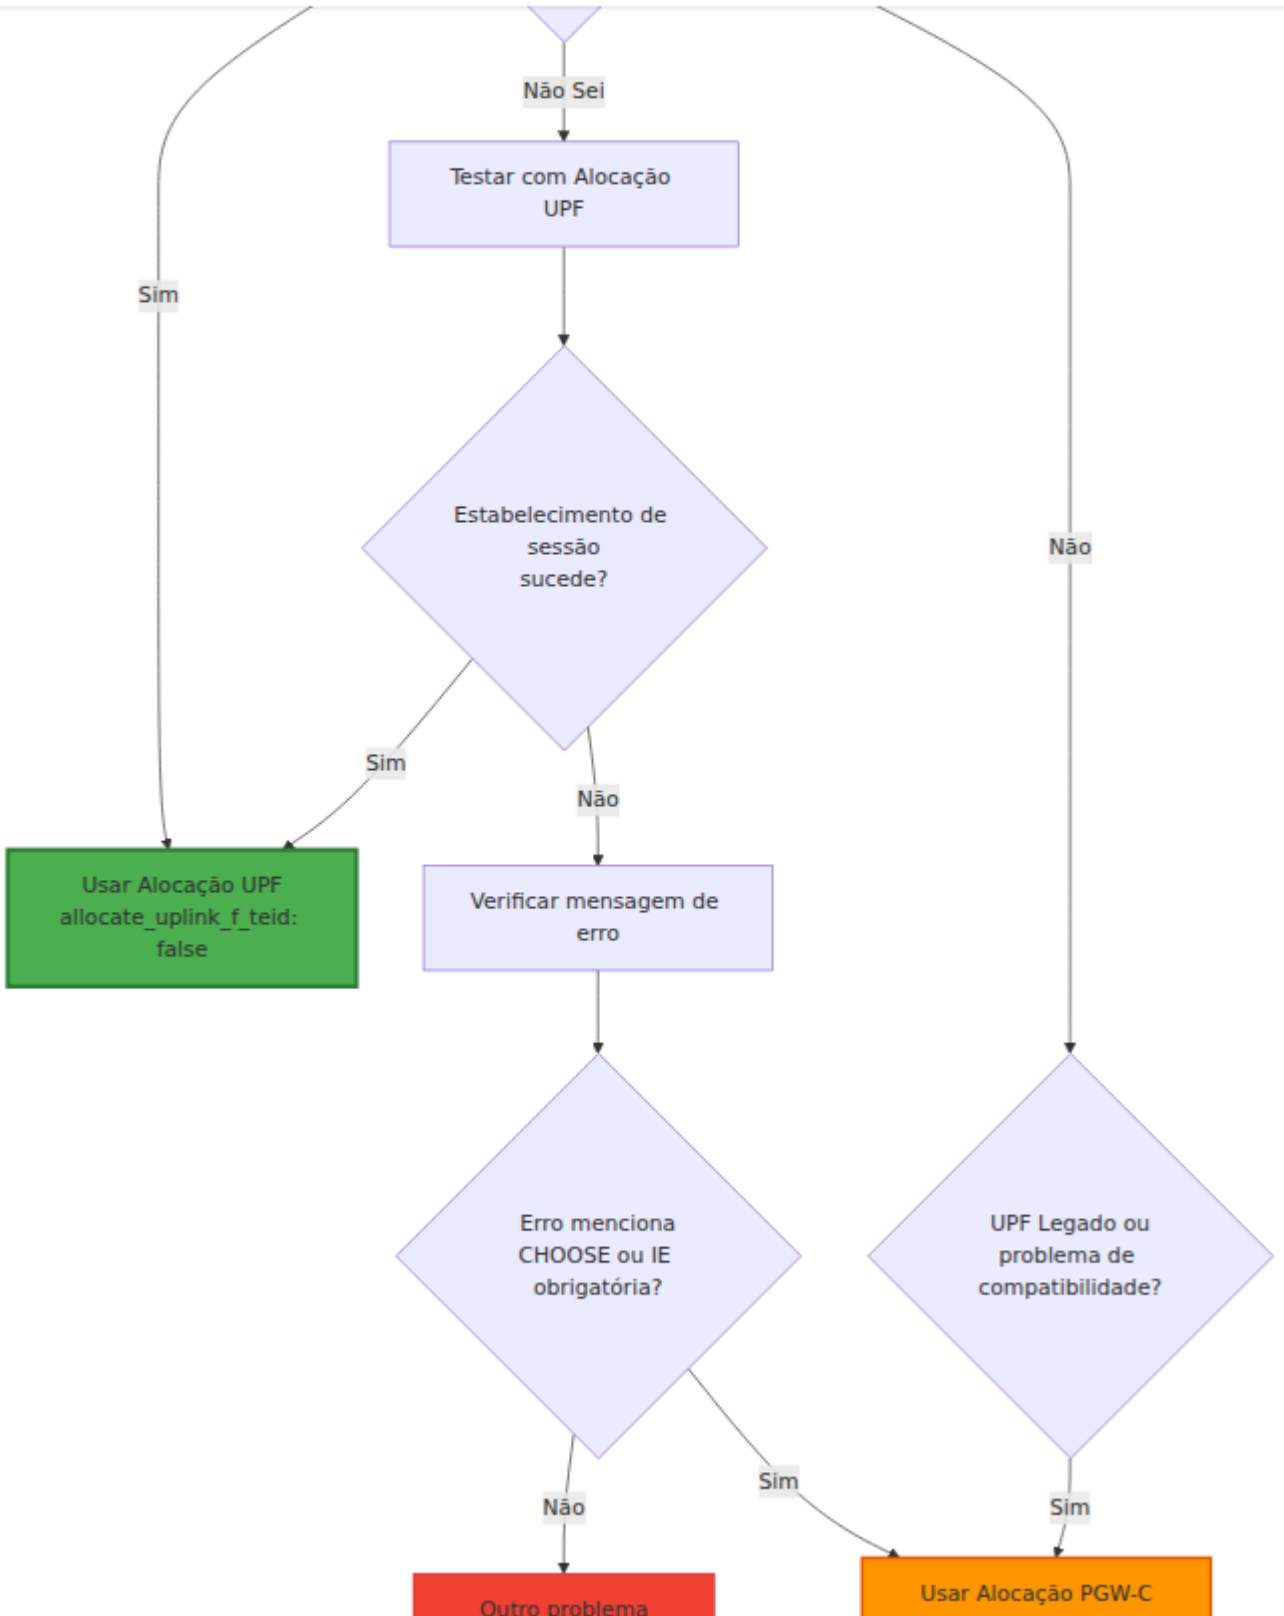 Não Sei
Testar com Alocação
UPF
Sim
Estabelecimento de
sessão
sucede?
Não
Sim
Não
Usar Alocação UPF
allocate_uplink_f_teid:
false
Verificar mensagem de
erro
Erro menciona
CHOOSE ou IE
obrigatória?
UPF Legado ou
problema de
compatibilidade?
Sim
Não
Sim
Usar Alocação PGW-C
Outro problema